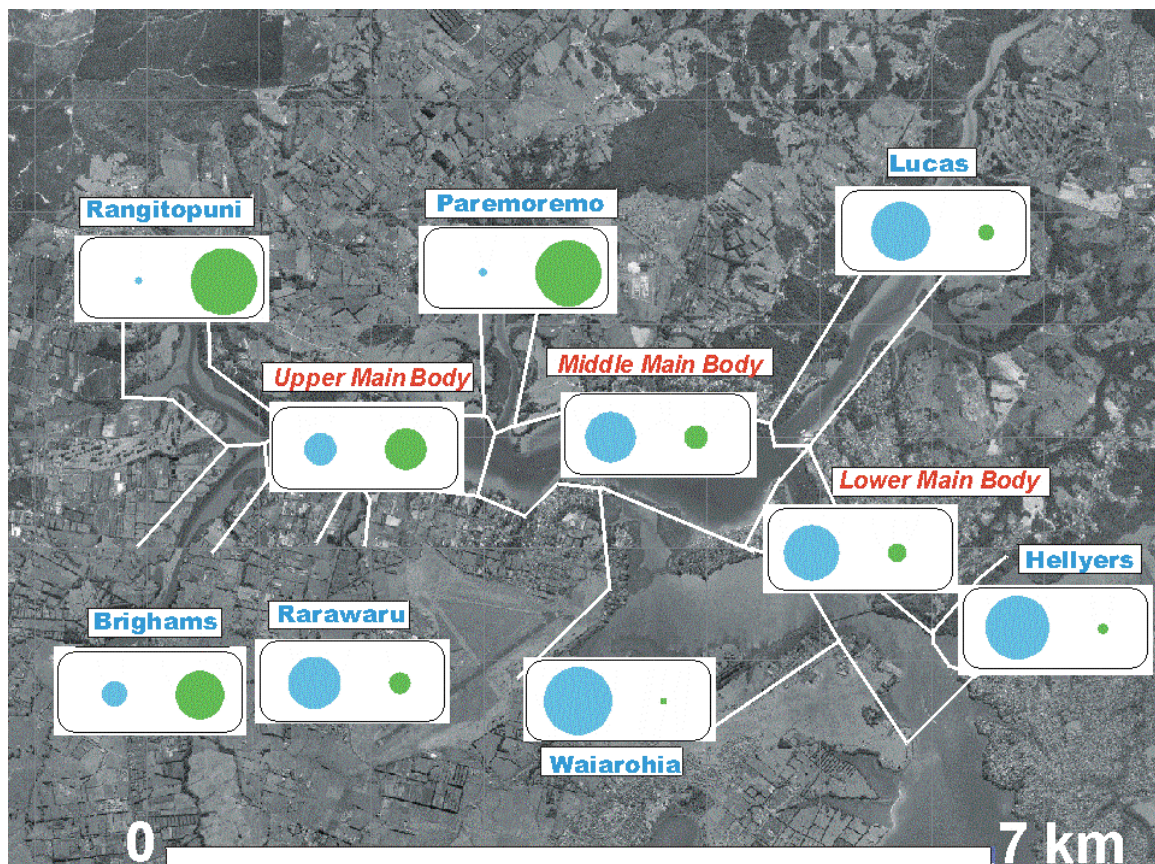 Lucas
Rangitopuni
Paremoremo
Upper Main Body
Middle Main Body
Lower Main Body
Hellyers
Brighams
Rarawaru
Waiarohia
0
7 km